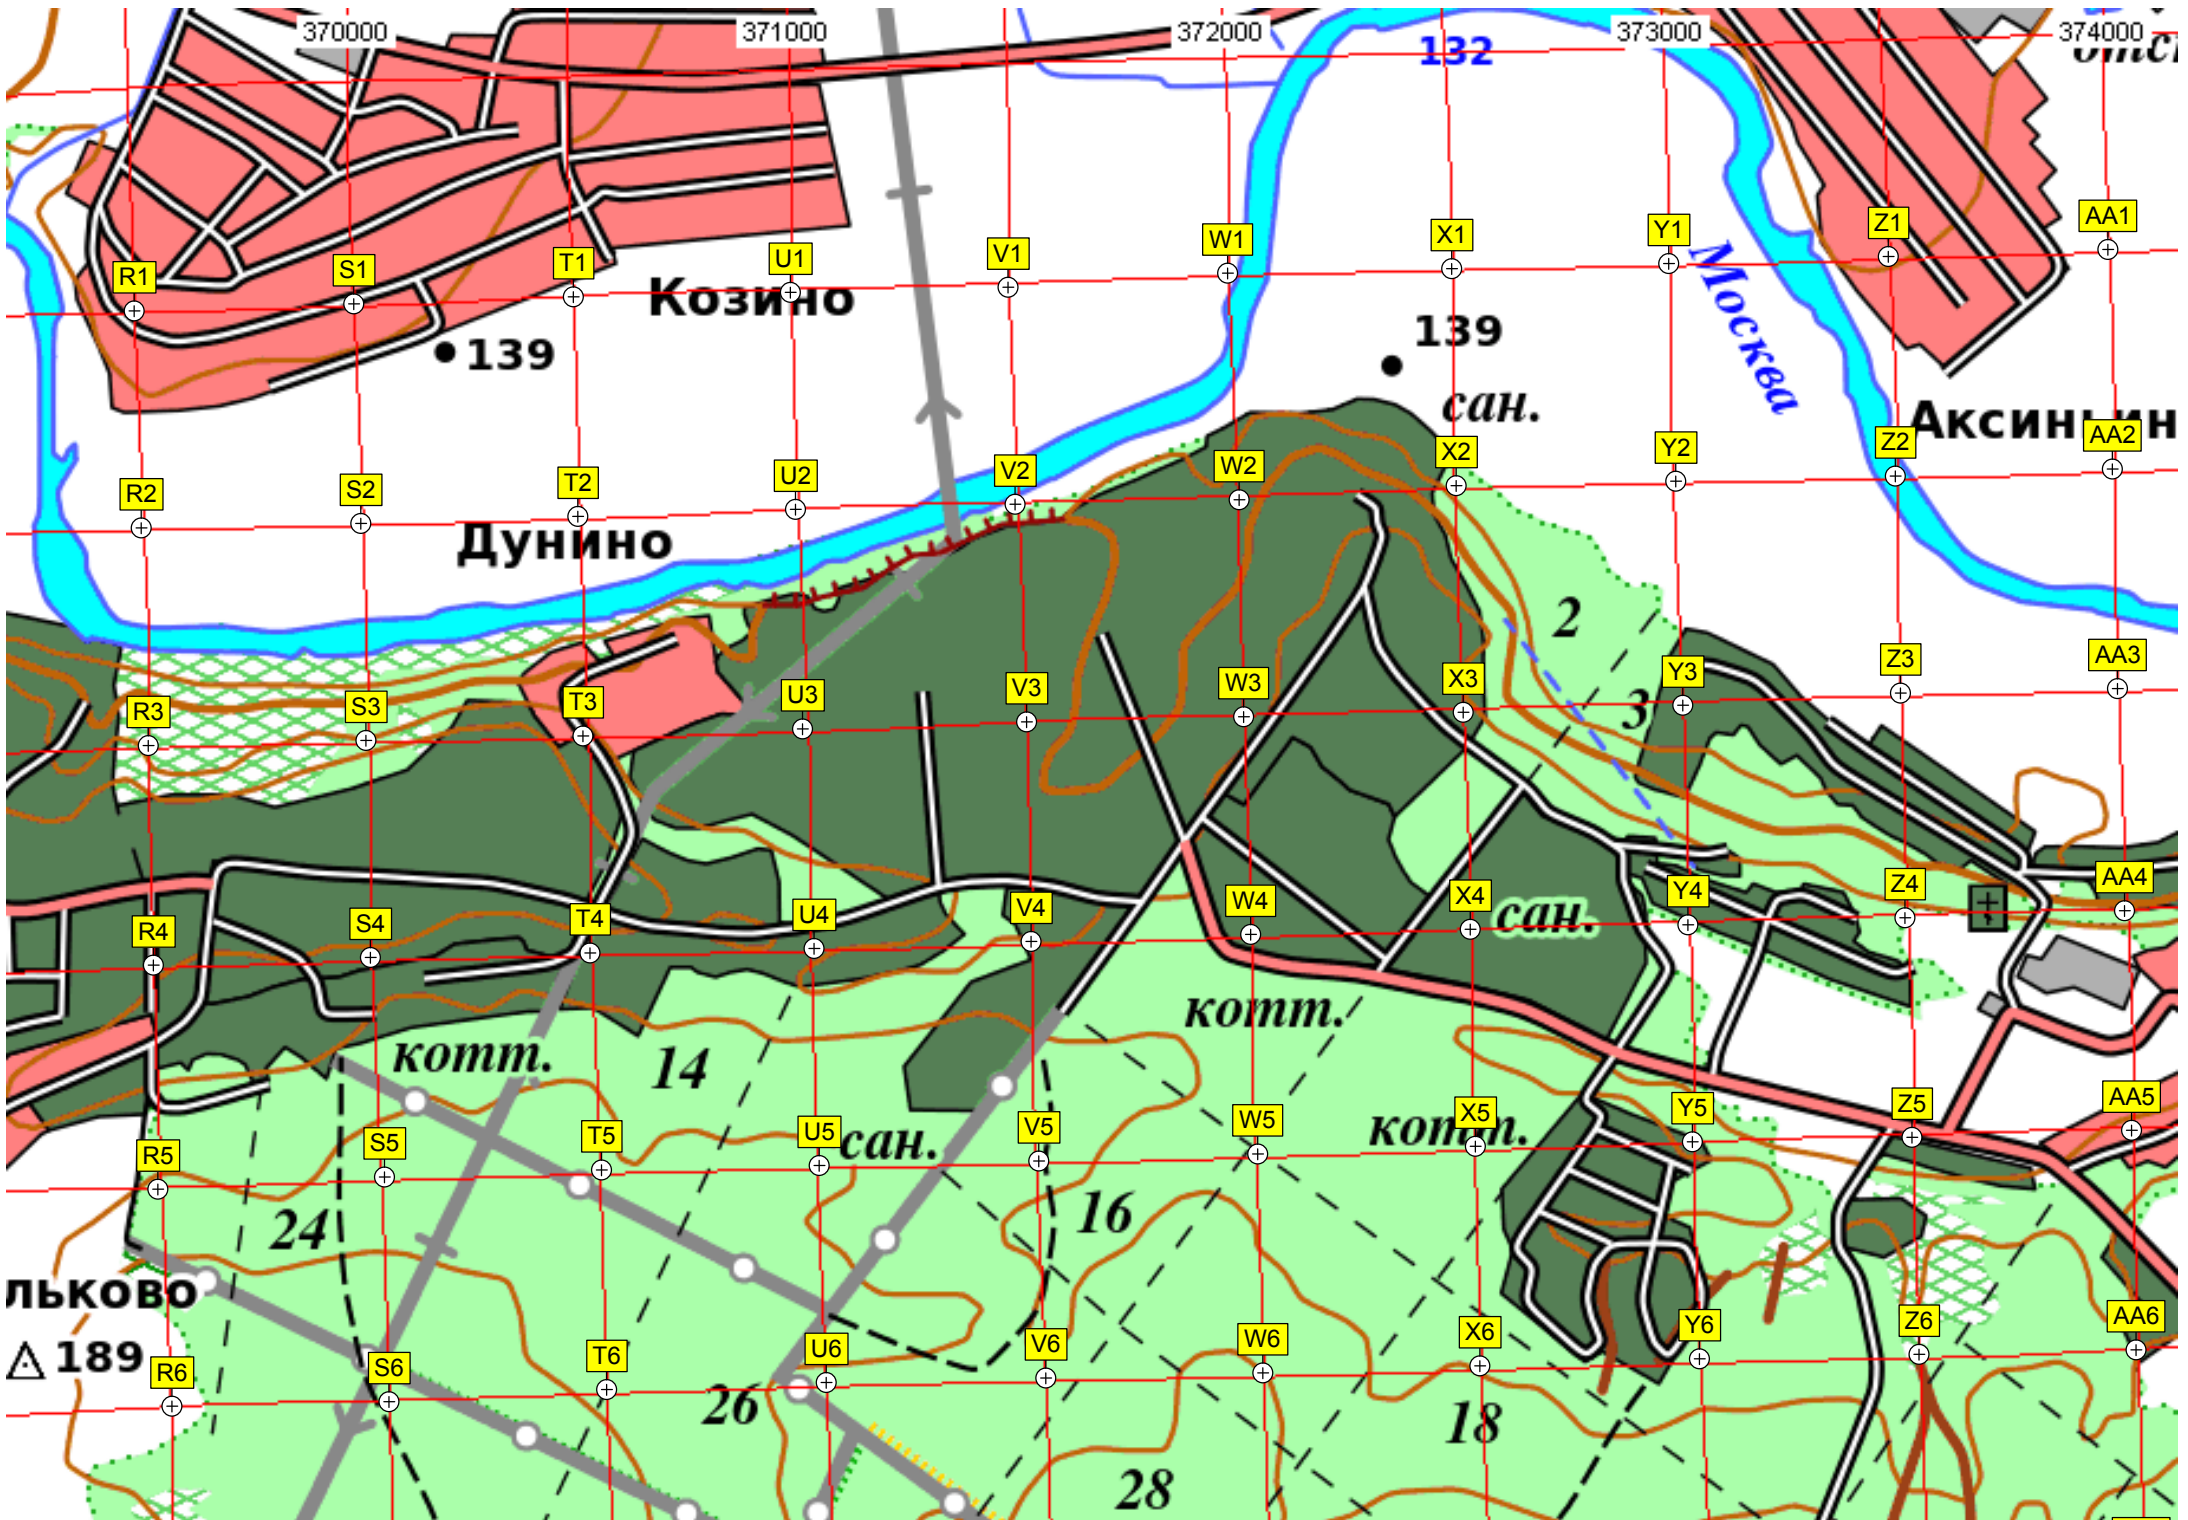 370000 371000 372000 373000 374000
132
R1 S1 T1 U1 V1 W1 X1 Y1 Z1 AA1
Козино
Москва
139
139
сан.
R2 S2 T2 U2 V2 W2 X2 Y2 Z2 AA2
Дунино
2
R3 S3 T3 U3 V3 W3 X3 Y3 Z3 AA3
3
R4 S4 T4 U4 V4 W4 X4 Y4 Z4 AA4
сан.
котт.
котт.
14
R5 S5 T5 U5 V5 W5 X5 Y5 Z5 AA5
сан.
котт.
24
16
льково
189
R6 S6 T6 U6 V6 W6 X6 Y6 Z6 AA6
26
18
28